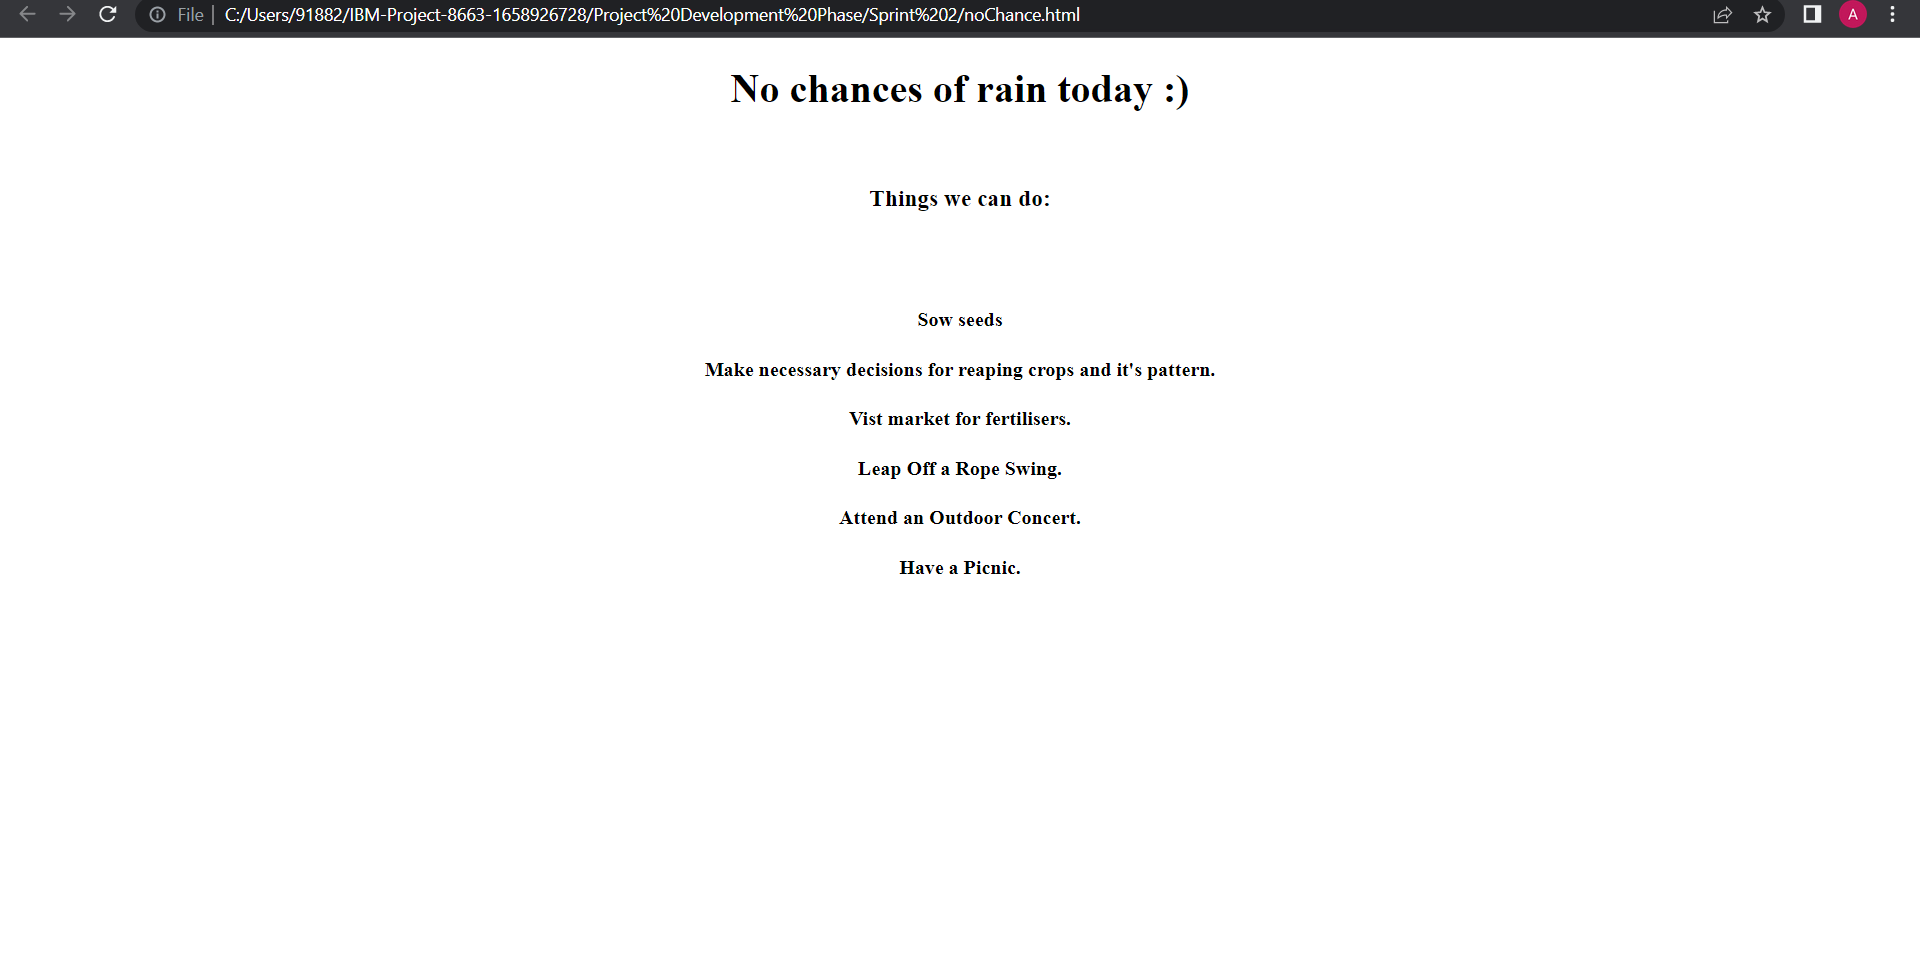 File | C:/Users/91882/IBM-Project-8663-1658926728/Project%20Development%20Phase/Sprint%202/noChance.html
A
No chances of rain today :)
Things we can do:
Sow seeds
Make necessary decisions for reaping crops and it's pattern.
Vist market for fertilisers.
Leap Off a Rope Swing.
Attend an Outdoor Concert.
Have a Picnic.